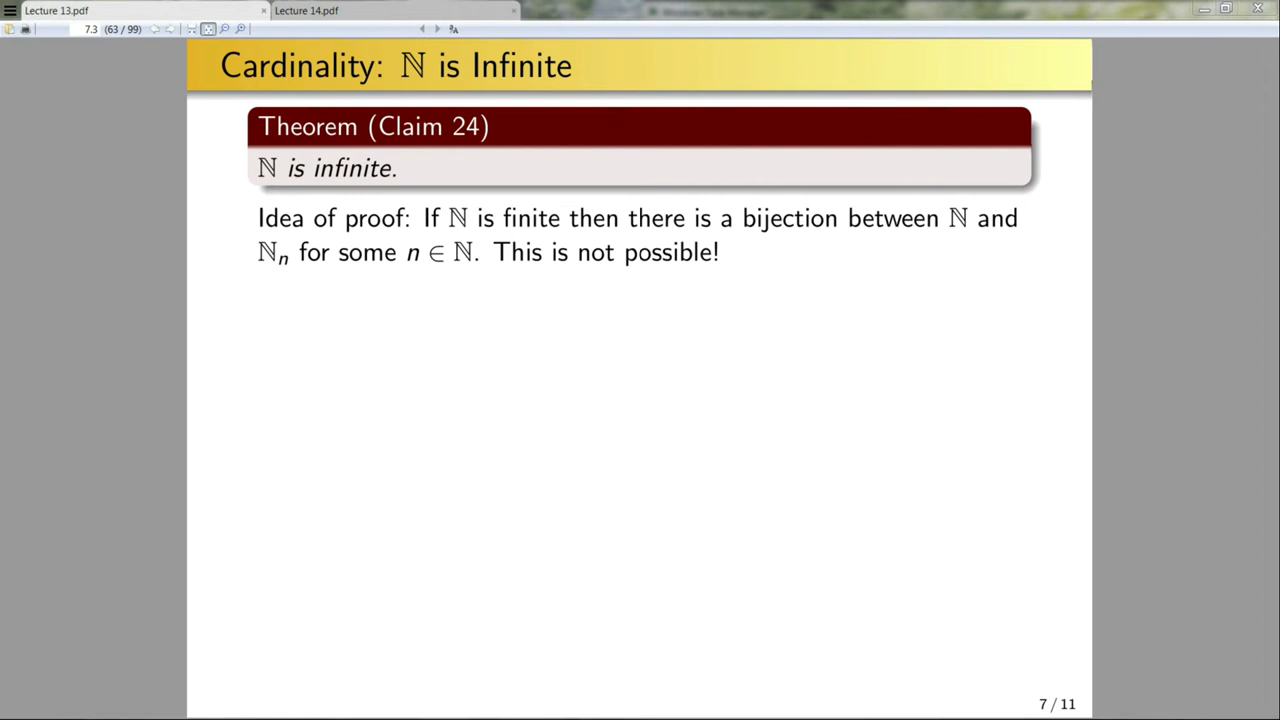 Lecture 13.pdf
Lecture 14.pdf
7.3 (63 / 99)
Cardinality: ℕ is Infinite
Theorem (Claim 24)
ℕ is infinite.
Idea of proof: If ℕ is finite then there is a bijection between ℕ and
ℕₙ for some n ∈ ℕ. This is not possible!
7 / 11